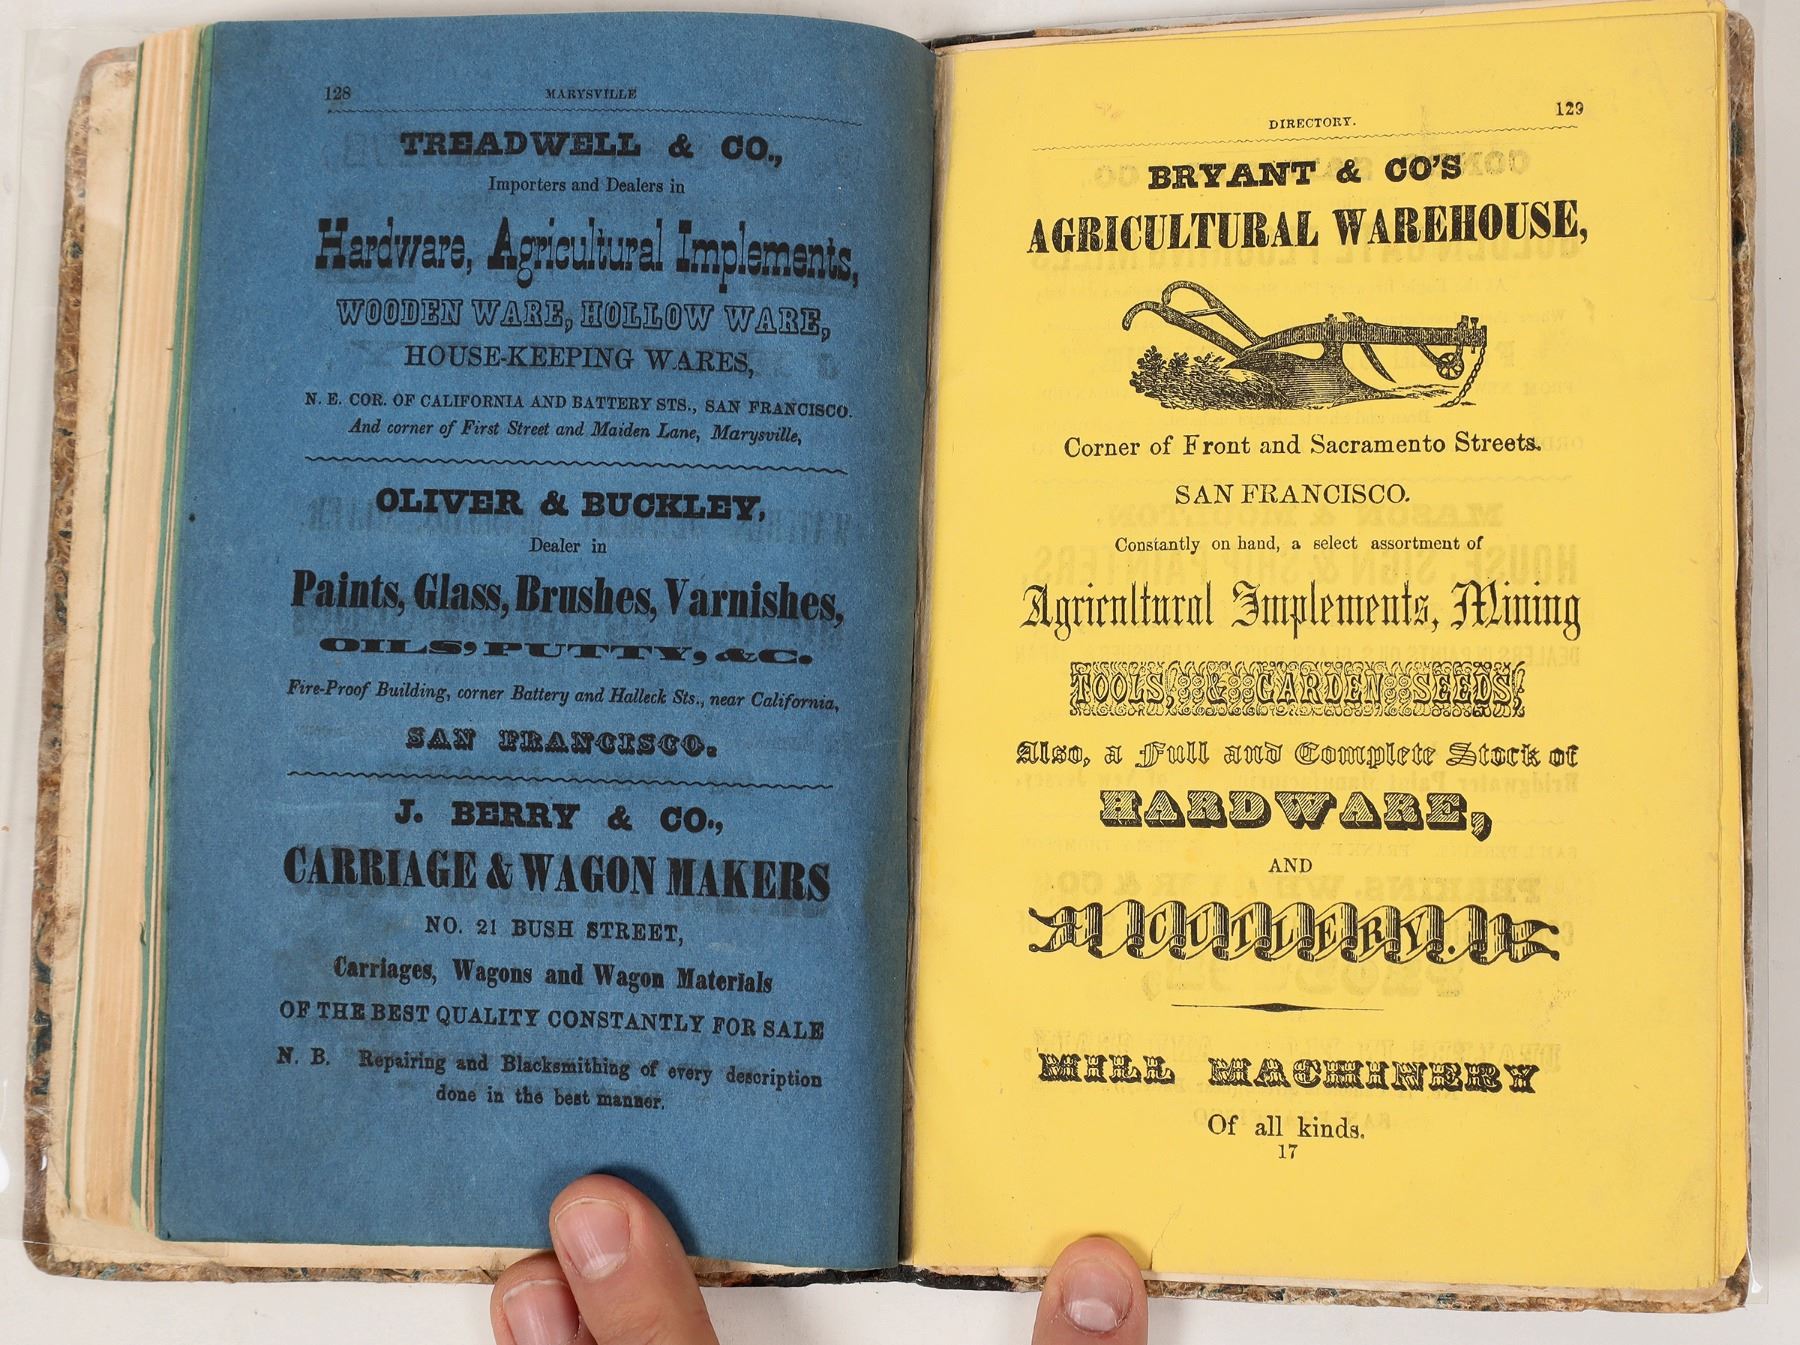 128 MARYSVILLE
TREADWELL & CO.,
Importers and Dealers in
Hardware, Agricultural Implements,
WOODEN WARE, HOLLOW WARE,
HOUSE-KEEPING WARES,
N. E. COR. OF CALIFORNIA AND BATTERY STS., SAN FRANCISCO.
And corner of First Street and Maiden Lane, Marysville,
OLIVER & BUCKLEY,
Dealer in
Paints, Glass, Brushes, Varnishes,
OILS, PUTTY, &C.
Fire-Proof Building, corner Battery and Halleck Sts., near California,
SAN FRANCISCO.
J. BERRY & CO.,
CARRIAGE & WAGON MAKERS
NO. 21 BUSH STREET,
Carriages, Wagons and Wagon Materials
OF THE BEST QUALITY CONSTANTLY FOR SALE
N. B. Repairing and Blacksmithing of every description
done in the best manner.
DIRECTORY. 129
BRYANT & CO'S
AGRICULTURAL WAREHOUSE,
Corner of Front and Sacramento Streets.
SAN FRANCISCO.
Constantly on hand, a select assortment of
Agricultural Implements, Mining
TOOLS, & GARDEN SEEDS,
Also, a Full and Complete Stock of
HARDWARE,
AND
CUTLERY.
MILL MACHINERY
Of all kinds.
17